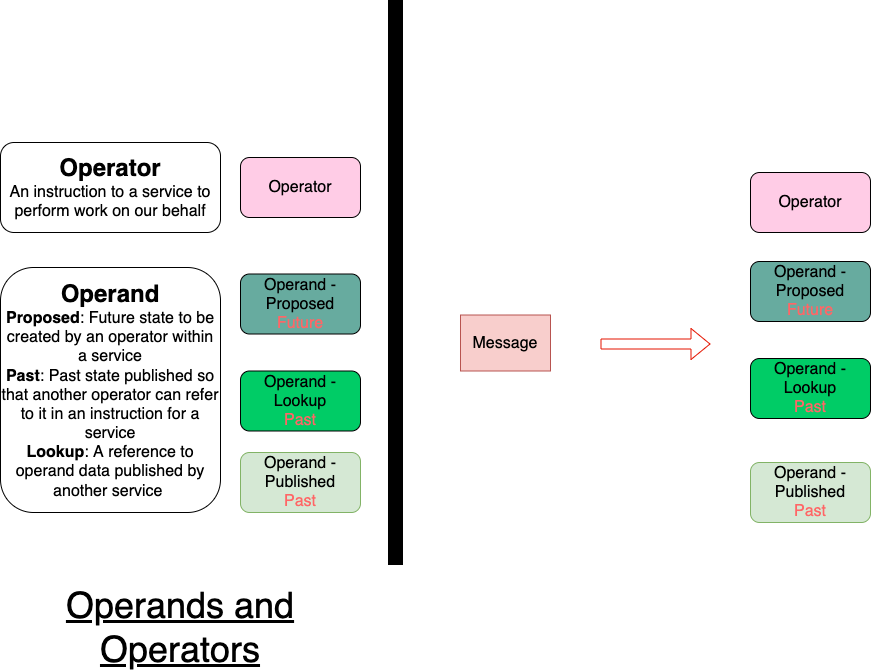 Operator
An instruction to a service to
perform work on our behalf
Operator
Operand
Proposed: Future state to be
created by an operator within
a service
Past: Past state published so
that another operator can refer
to it in an instruction for a
service
Lookup: A reference to
operand data published by
another service
Operand -
Proposed
Future
Operand -
Lookup
Past
Operand -
Published
Past
Operands and
Operators
Message
Operator
Operand -
Proposed
Future
Operand -
Lookup
Past
Operand -
Published
Past